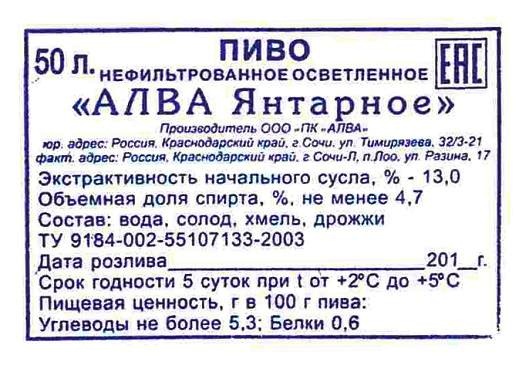 50 л.
ПИВО
ЕАС
НЕФИЛЬТРОВАННОЕ ОСВЕТЛЕННОЕ
«АЛВА Янтарное»
Производитель ООО "ПК "АЛВА"
юр. адрес: Россия, Краснодарский край, г Сочи, ул. Тимирязева, 32/3-21
факт. адрес: Россия, Краснодарский край, г Сочи-Л, п.Лоо, ул. Разина, 17
Экстрактивность начального сусла, % - 13,0
Объемная доля спирта, %, не менее 4,7
Состав: вода, солод, хмель, дрожжи
ТУ 9184-002-55107133-2003
Дата розлива____________________201__г.
Срок годности 5 суток при t от +2°С до +5°С
Пищевая ценность, г в 100 г пива:
Углеводы не более 5,3; Белки 0,6